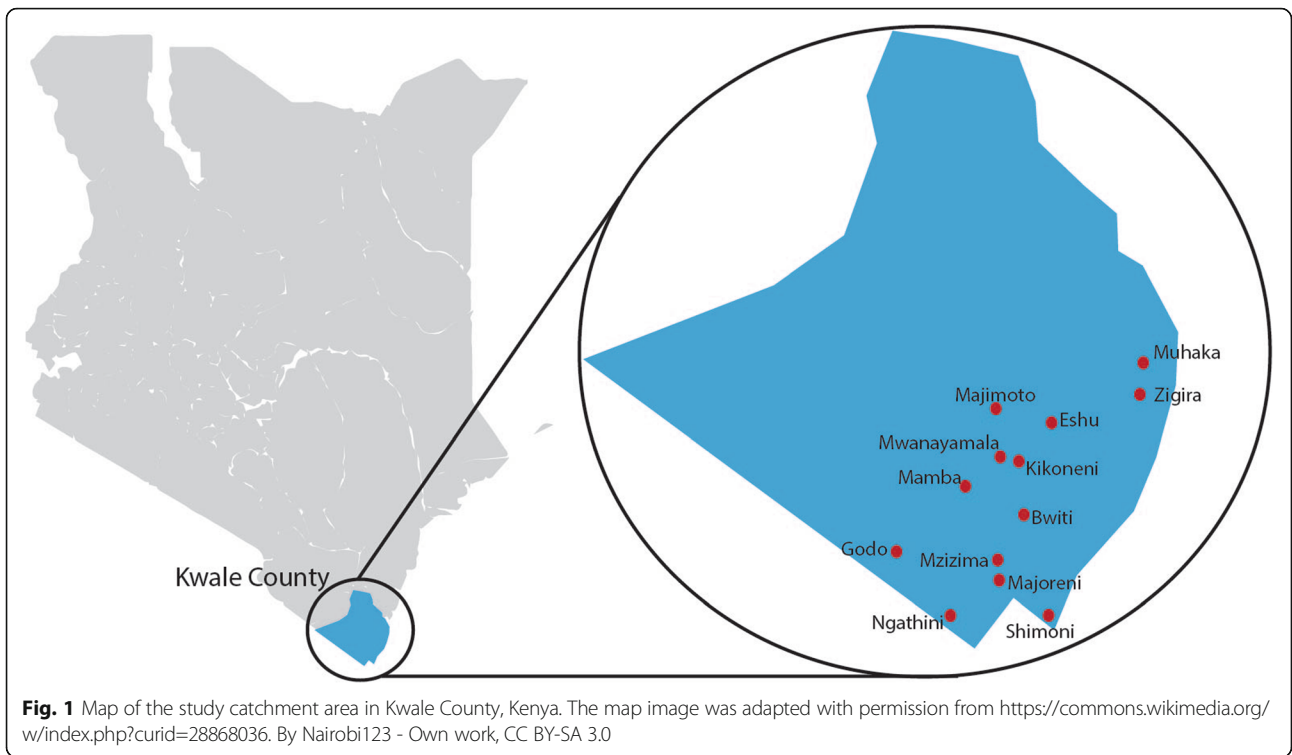 Muhaka
Zigira
Majimoto
Eshu
Mwanayamala
Kikoneni
Mamba
Bwiti
Godo
Mzizima
Majoreni
Ngathini
Shimoni
Kwale County
Fig. 1 Map of the study catchment area in Kwale County, Kenya. The map image was adapted with permission from https://commons.wikimedia.org/
w/index.php?curid=28868036. By Nairobi123 - Own work, CC BY-SA 3.0